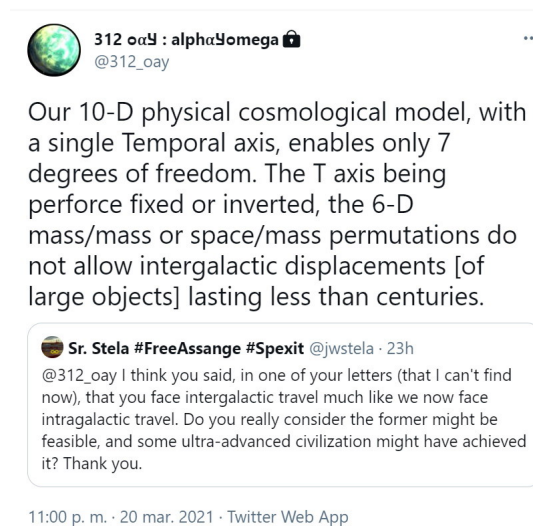 312 oαᎩ : alphαᎩomega
@312_oay
Our 10-D physical cosmological model, with
a single Temporal axis, enables only 7
degrees of freedom. The T axis being
perforce fixed or inverted, the 6-D
mass/mass or space/mass permutations do
not allow intergalactic displacements [of
large objects] lasting less than centuries.
Sr. Stela #FreeAssange #Spexit @jwstela · 23h
@312_oay I think you said, in one of your letters (that I can't find
now), that you face intergalactic travel much like we now face
intragalactic travel. Do you really consider the former might be
feasible, and some ultra-advanced civilization might have achieved
it? Thank you.
11:00 p. m. · 20 mar. 2021 · Twitter Web App